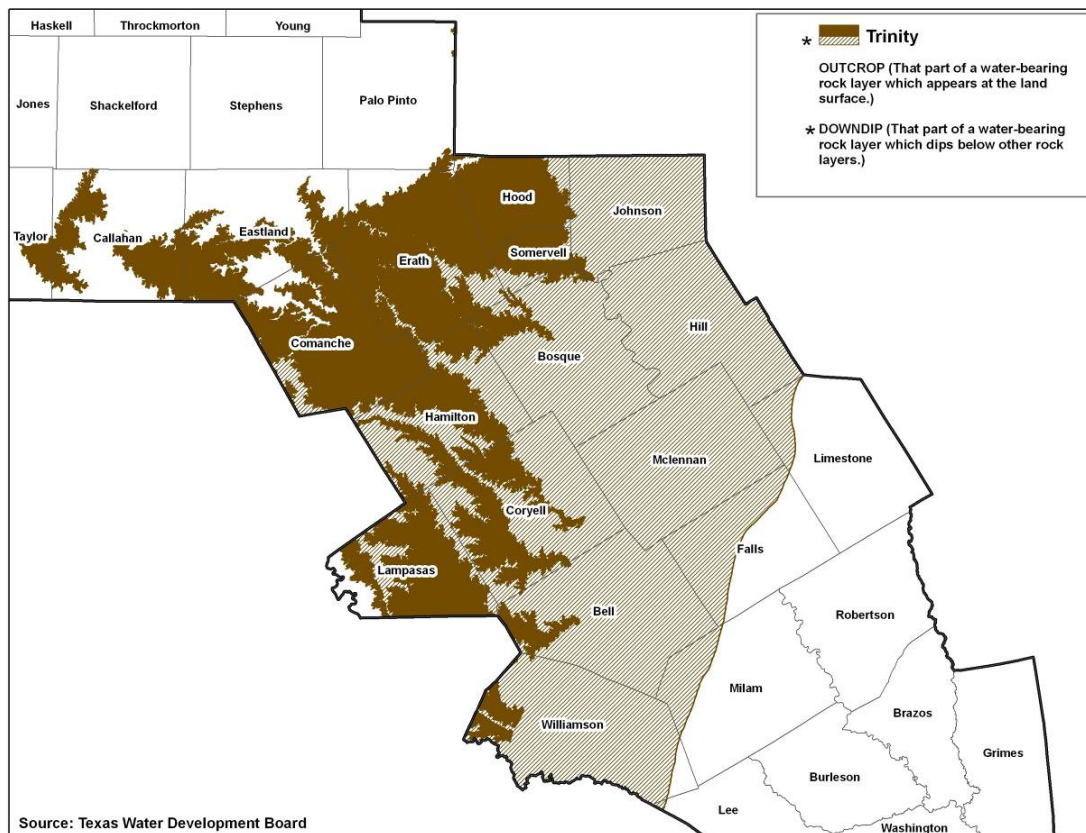 Haskell
Throckmorton
Young
* Trinity
OUTCROP (That part of a water-bearing
rock layer which appears at the land
surface.)
* DOWNDIP (That part of a water-bearing
rock layer which dips below other rock
layers.)
Jones
Shackelford
Stephens
Palo Pinto
Hood
Johnson
Taylor
Callahan
Eastland
Erath
Somervell
Comanche
Bosque
Hill
Hamilton
Mclennan
Limestone
Coryell
Falls
Lampasas
Bell
Robertson
Milam
Williamson
Brazos
Grimes
Burleson
Lee
Washington
Source: Texas Water Development Board